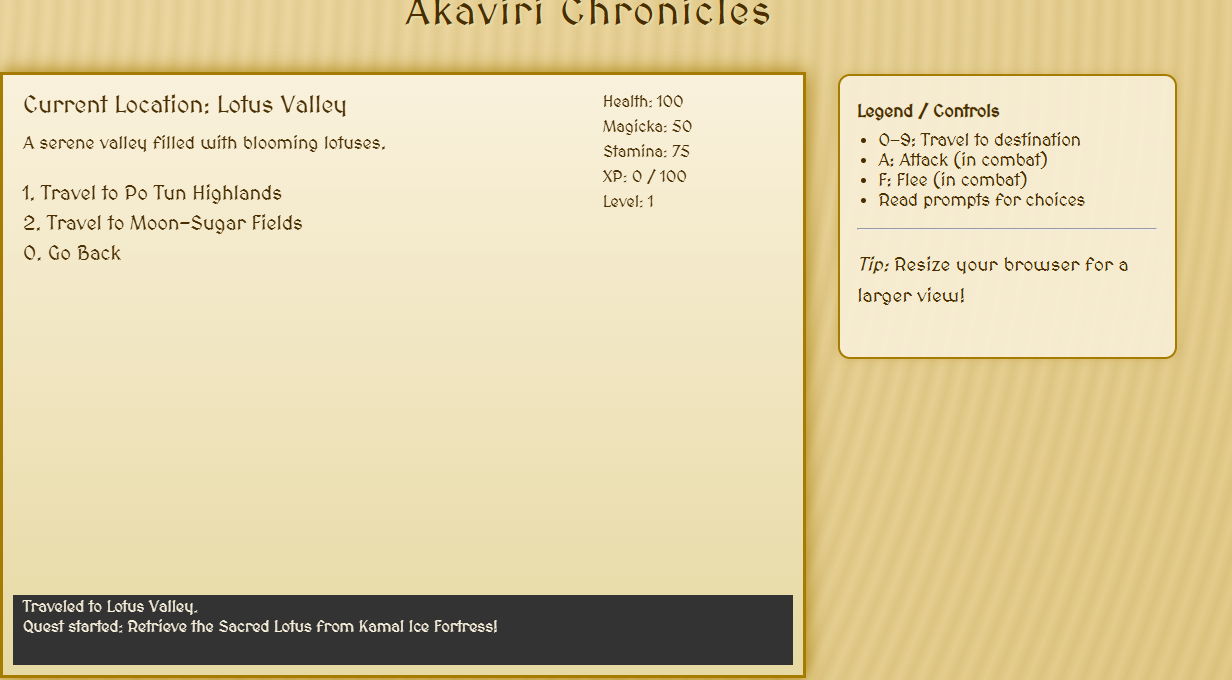 Akaviri Chronicles
Current Location: Lotus Valley
A serene valley filled with blooming lotuses.
1. Travel to Po Tun Highlands
2. Travel to Moon-Sugar Fields
0. Go Back
Health: 100
Magicka: 50
Stamina: 75
XP: 0 / 100
Level: 1
Traveled to Lotus Valley.
Quest started: Retrieve the Sacred Lotus from Kamal Ice Fortress!
Legend / Controls
• 0-9: Travel to destination
• A: Attack (in combat)
• F: Flee (in combat)
• Read prompts for choices
Tip: Resize your browser for a
larger view!